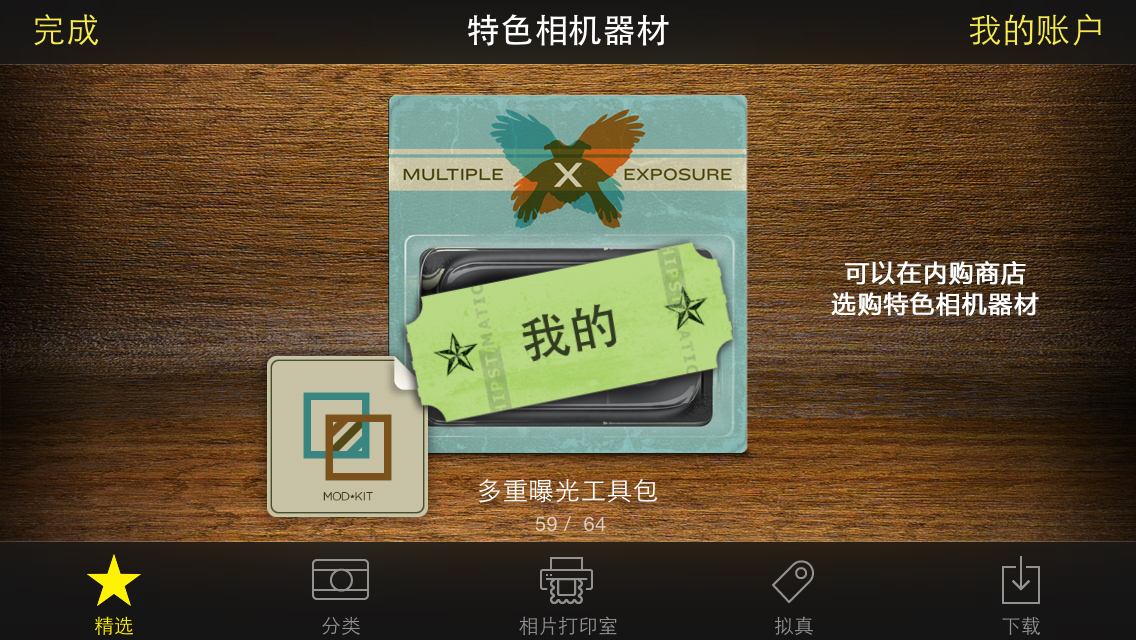 完成
特色相机器材
我的账户
MULTIPLE X EXPOSURE
可以在内购商店
选购特色相机器材
HIPSTAMATIC
我的
HIPSTAMATIC
MOD★KIT
多重曝光工具包
59 / 64
精选
分类
相片打印室
拟真
下载